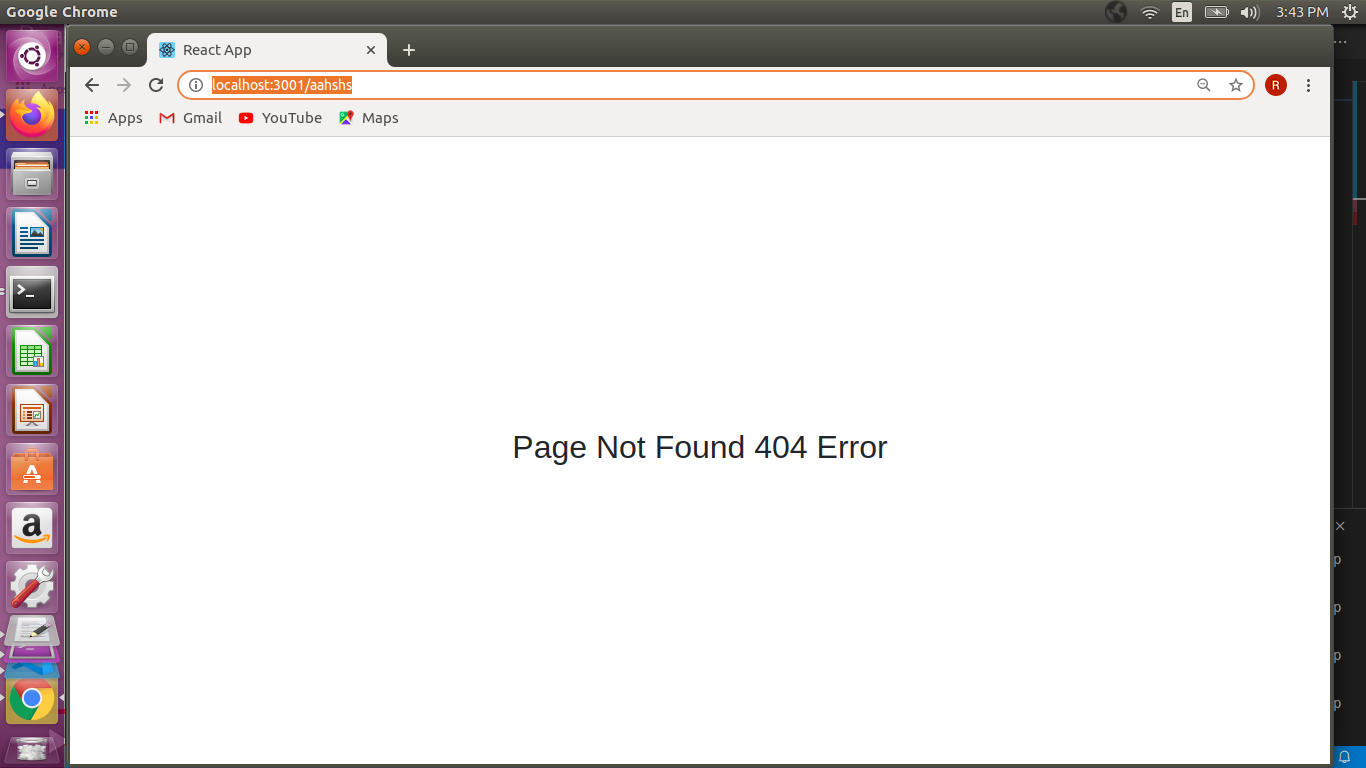 Google Chrome
En
3:43 PM
React App
localhost:3001/aahshs
R
Apps
Gmail
YouTube
Maps
Page Not Found 404 Error
p
p
p
p